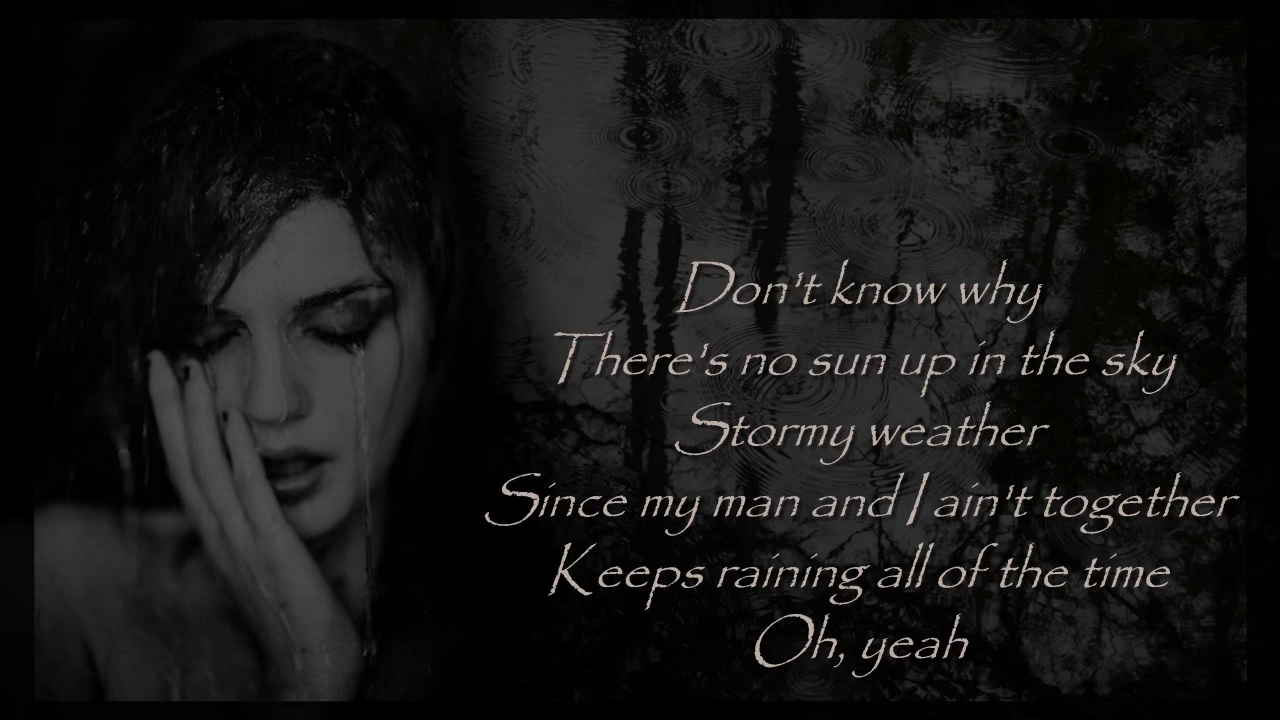 Don't know why
There's no sun up in the sky
Stormy weather
Since my man and I ain't together
Keeps raining all of the time
Oh, yeah